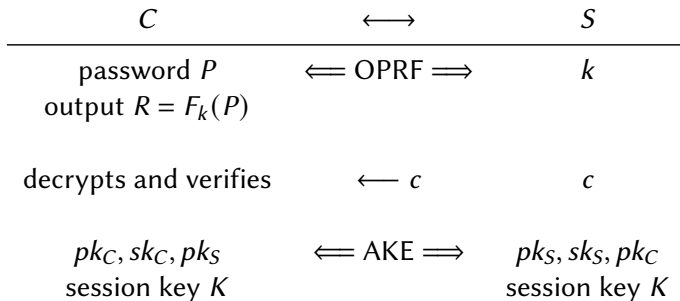 C ⟷ S
password P ⟸ OPRF ⟹ k
output R = F_k(P)
decrypts and verifies ⟵ c c
pk_C, sk_C, pk_S ⟸ AKE ⟹ pk_S, sk_S, pk_C
session key K session key K